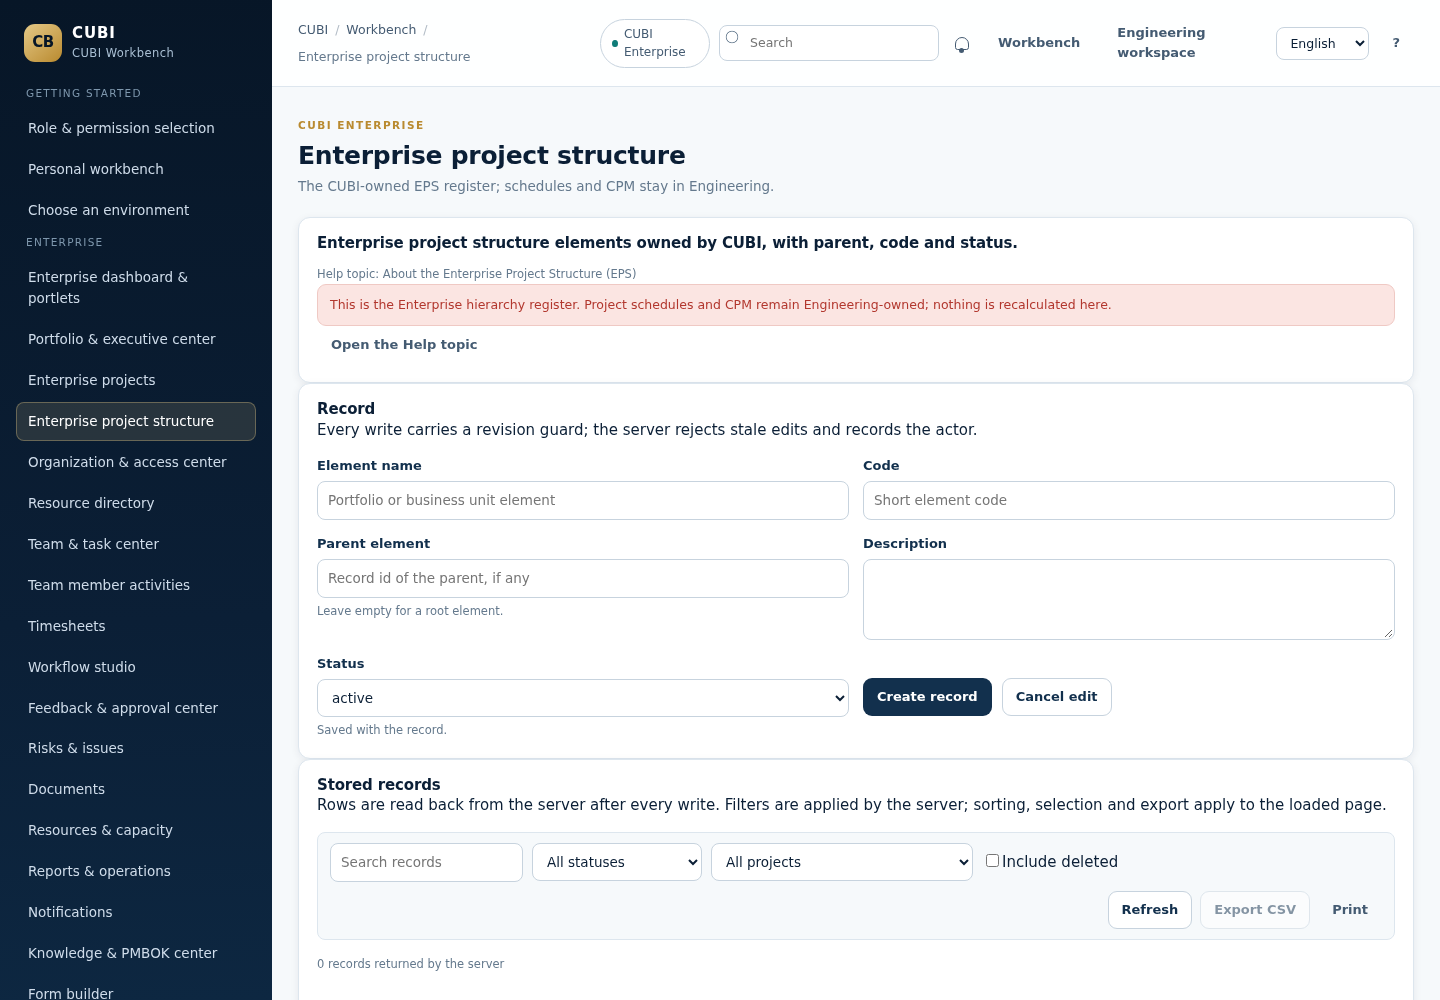 CB
CUBI
CUBI Workbench
GETTING STARTED
Role & permission selection
Personal workbench
Choose an environment
ENTERPRISE
Enterprise dashboard &
portlets
Portfolio & executive center
Enterprise projects
Enterprise project structure
Organization & access center
Resource directory
Team & task center
Team member activities
Timesheets
Workflow studio
Feedback & approval center
Risks & issues
Documents
Resources & capacity
Reports & operations
Notifications
Knowledge & PMBOK center
Form builder
CUBI / Workbench /
Enterprise project structure
CUBI
Enterprise
Search
Workbench
Engineering
workspace
English
?
CUBI ENTERPRISE
Enterprise project structure
The CUBI-owned EPS register; schedules and CPM stay in Engineering.
Enterprise project structure elements owned by CUBI, with parent, code and status.
Help topic: About the Enterprise Project Structure (EPS)
This is the Enterprise hierarchy register. Project schedules and CPM remain Engineering-owned; nothing is recalculated here.
Open the Help topic
Record
Every write carries a revision guard; the server rejects stale edits and records the actor.
Element name
Portfolio or business unit element
Code
Short element code
Parent element
Record id of the parent, if any
Leave empty for a root element.
Description
Status
active
Saved with the record.
Create record
Cancel edit
Stored records
Rows are read back from the server after every write. Filters are applied by the server; sorting, selection and export apply to the loaded page.
Search records
All statuses
All projects
Include deleted
Refresh
Export CSV
Print
0 records returned by the server